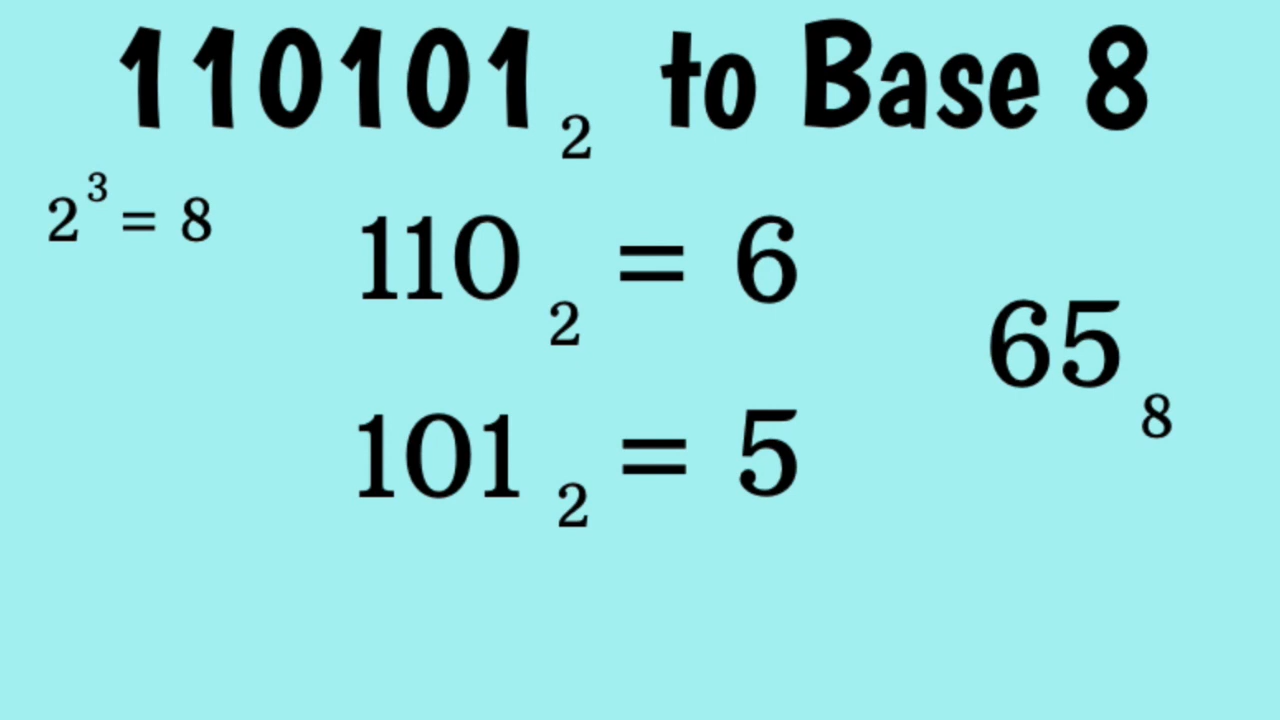 110101₂ to Base 8
2³ = 8
110₂ = 6
65₈
101₂ = 5